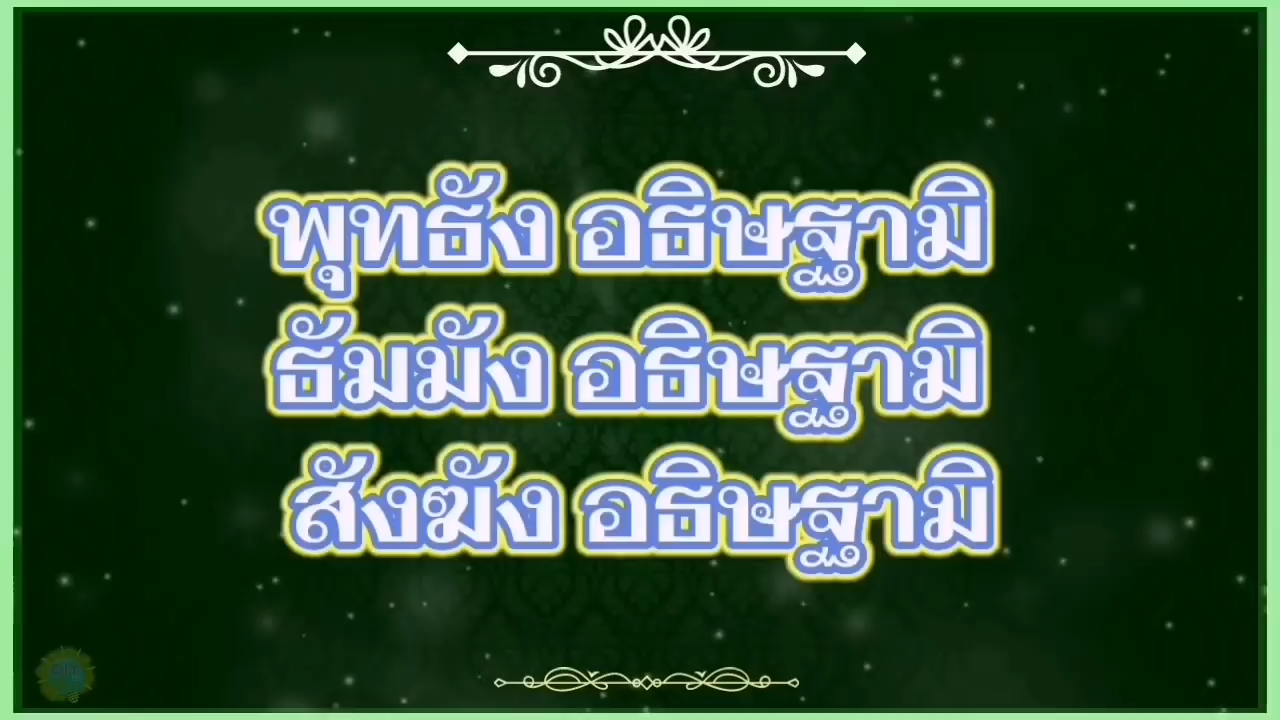 พุทธัง อธิษฐามิ
ธัมมัง อธิษฐามิ
สังฆัง อธิษฐามิ